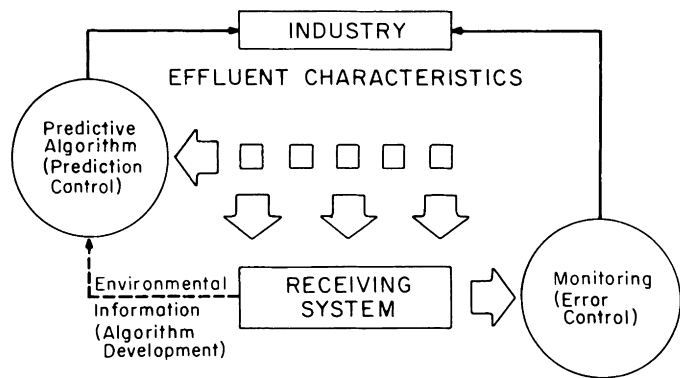 INDUSTRY
EFFLUENT CHARACTERISTICS
Predictive
Algorithm
(Prediction
Control)
Environmental
Information
(Algorithm
Development)
RECEIVING
SYSTEM
Monitoring
(Error
Control)